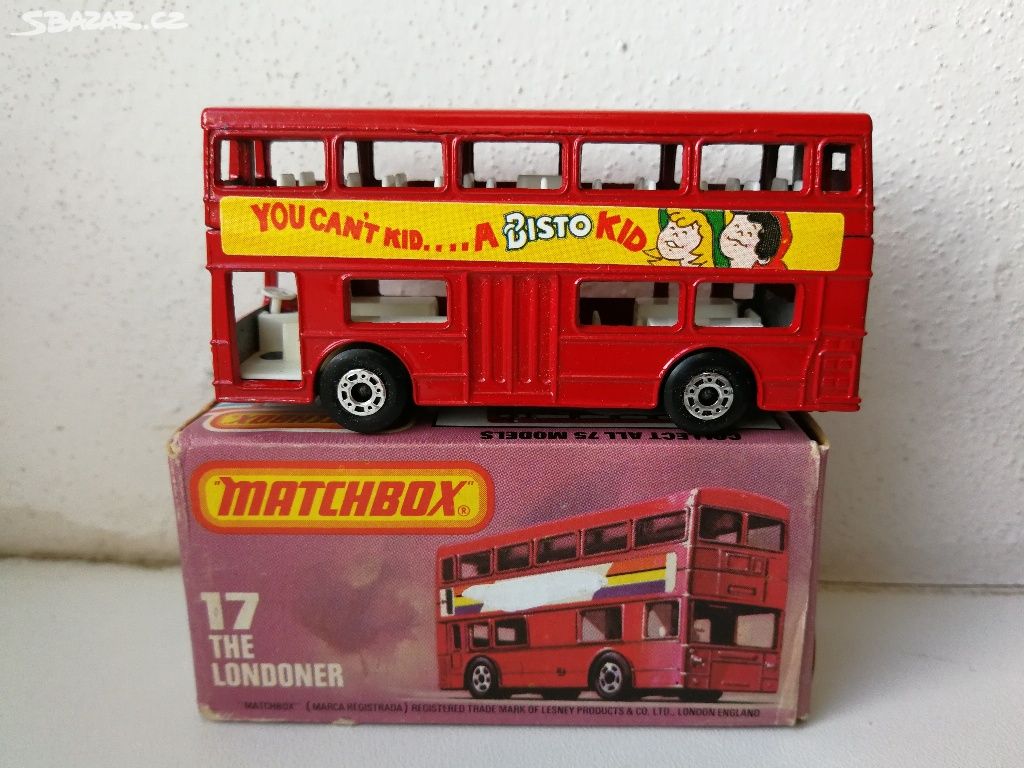 SBAZAR.CZ
YOU CAN'T KID.... A BISTO KID
COLLECT ALL 75 MODELS
"MATCHBOX"®
17
THE
LONDONER
"MATCHBOX" (MARCA REGISTRADA) REGISTERED TRADE MARK OF LESNEY PRODUCTS & CO. LTD., LONDON ENGLAND